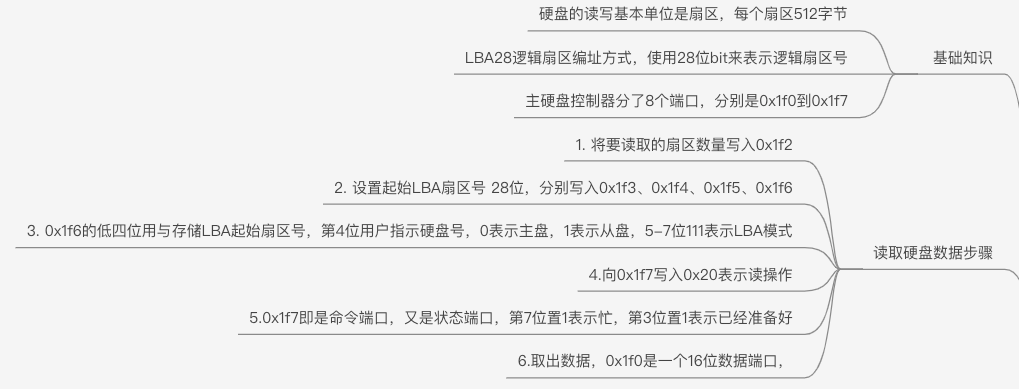 硬盘的读写基本单位是扇区，每个扇区512字节
LBA28逻辑扇区编址方式，使用28位bit来表示逻辑扇区号
基础知识
主硬盘控制器分了8个端口，分别是0x1f0到0x1f7
1. 将要读取的扇区数量写入0x1f2
2. 设置起始LBA扇区号 28位，分别写入0x1f3、0x1f4、0x1f5、0x1f6
3. 0x1f6的低四位用与存储LBA起始扇区号，第4位用户指示硬盘号，0表示主盘，1表示从盘，5-7位111表示LBA模式
读取硬盘数据步骤
4.向0x1f7写入0x20表示读操作
5.0x1f7即是命令端口，又是状态端口，第7位置1表示忙，第3位置1表示已经准备好
6.取出数据，0x1f0是一个16位数据端口，